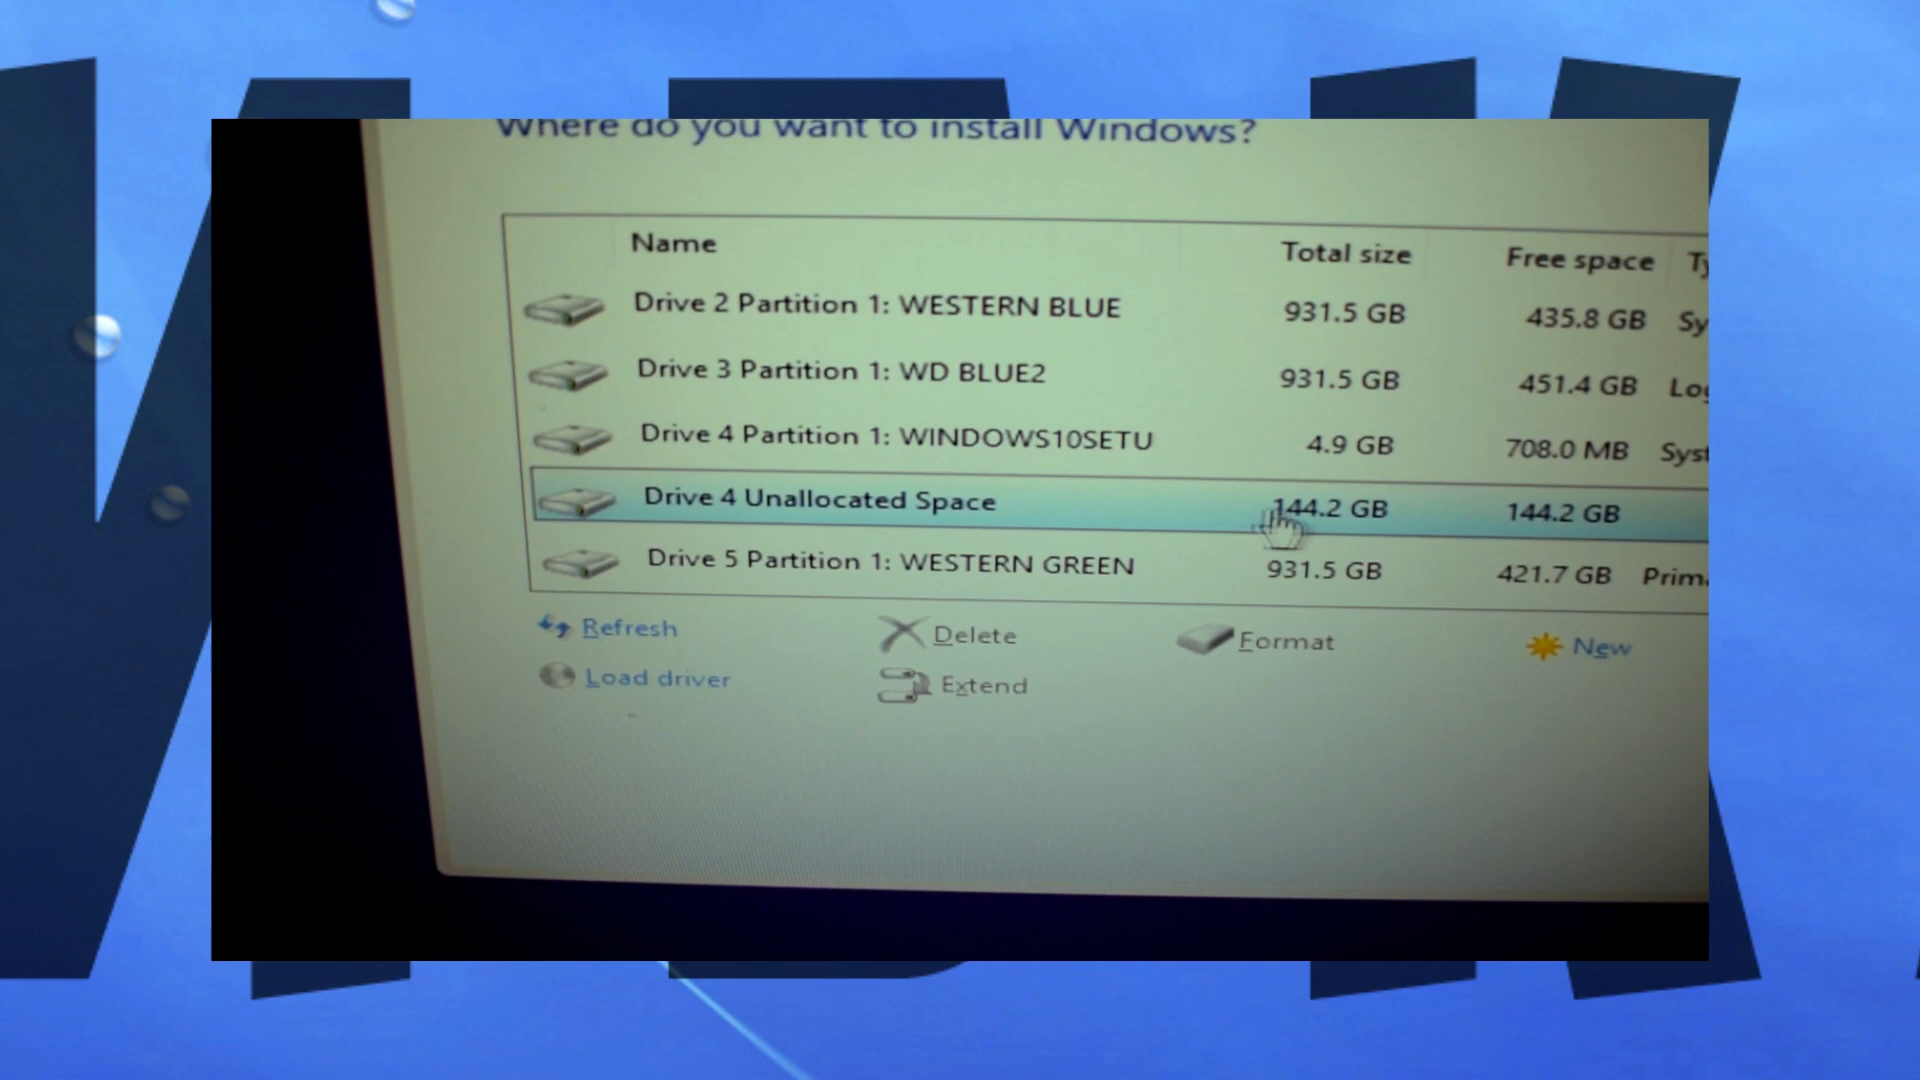 Where do you want to install Windows?
Name Total size Free space
Drive 2 Partition 1: WESTERN BLUE 931.5 GB 435.8 GB
Drive 3 Partition 1: WD BLUE2 931.5 GB 451.4 GB
Drive 4 Partition 1: WINDOWS10SETU 4.9 GB 708.0 MB
Drive 4 Unallocated Space 144.2 GB 144.2 GB
Drive 5 Partition 1: WESTERN GREEN 931.5 GB 421.7 GB
Refresh Delete Format New
Load driver Extend